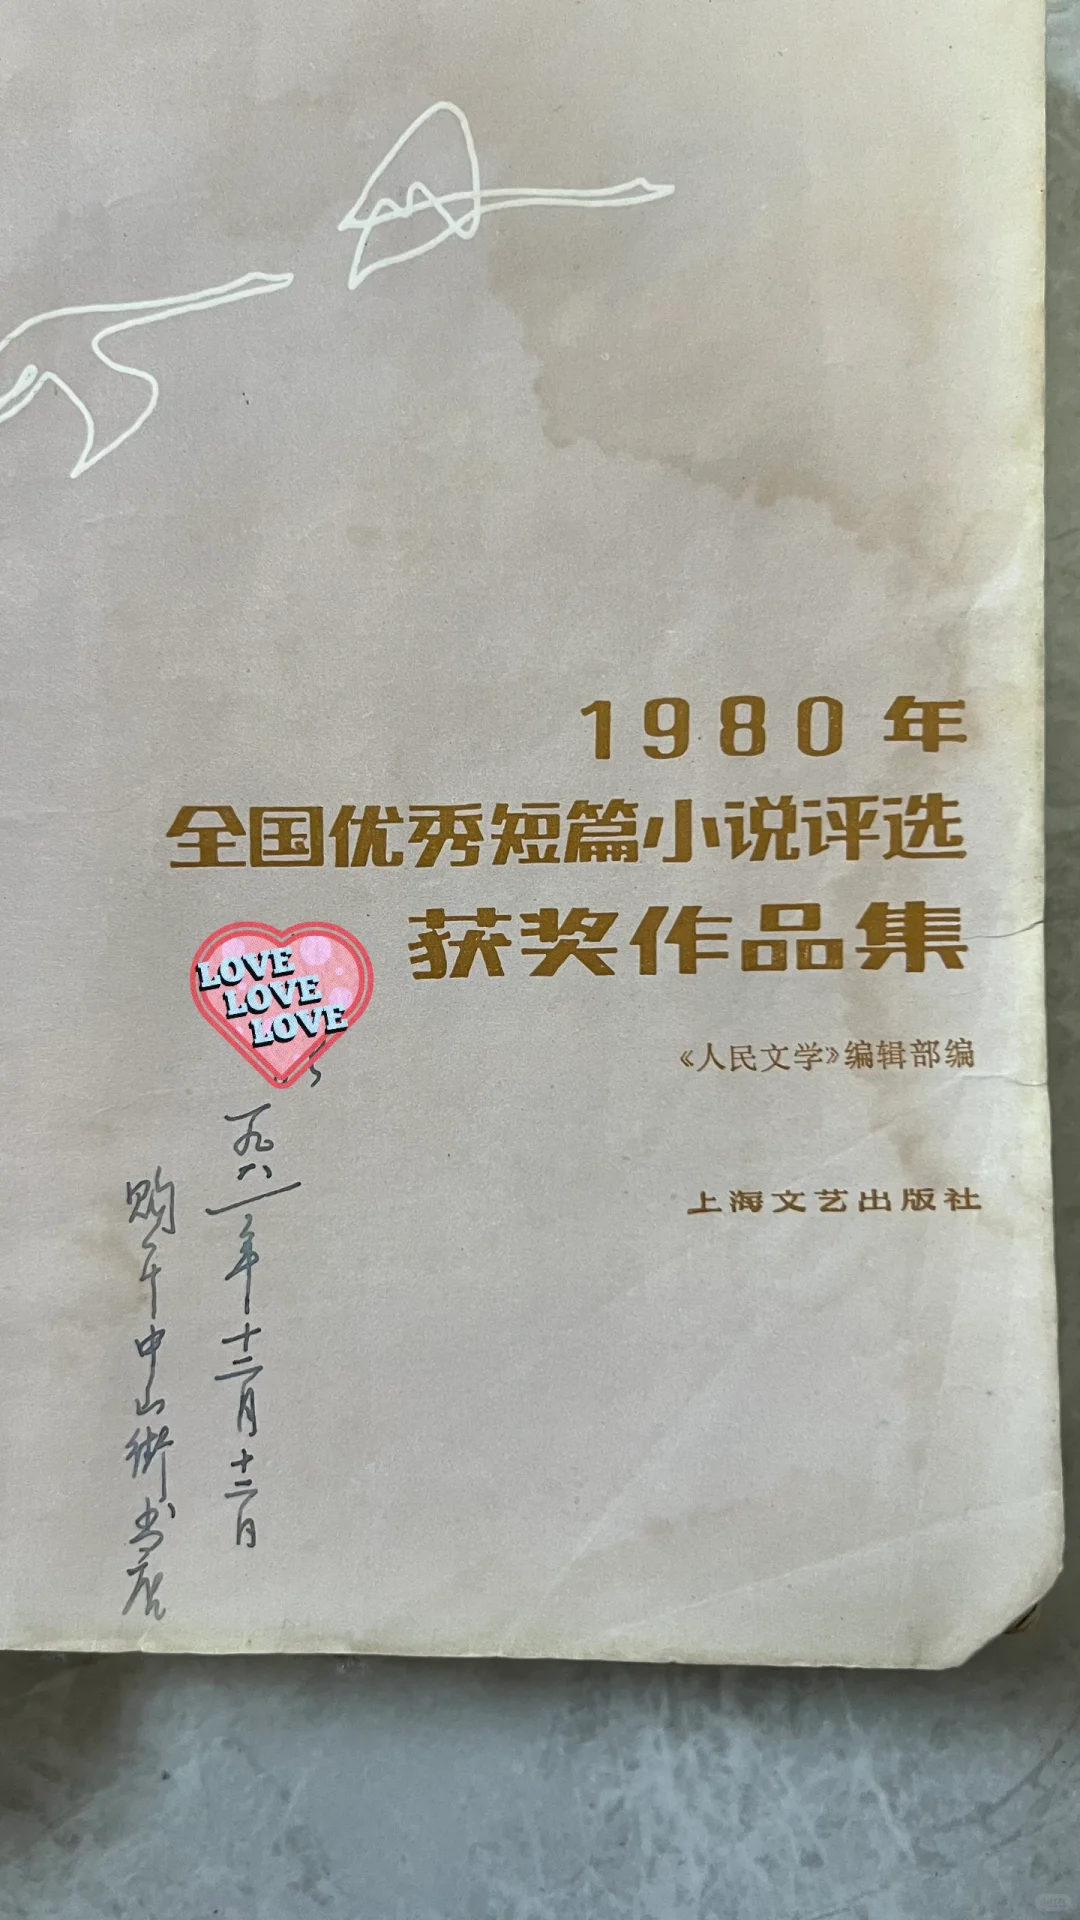 1980年
全国优秀短篇小说评选
获奖作品集
《人民文学》编辑部编
上海文艺出版社
LOVE
LOVE
LOVE
一九八一年十二月十二日
购于中山街书店